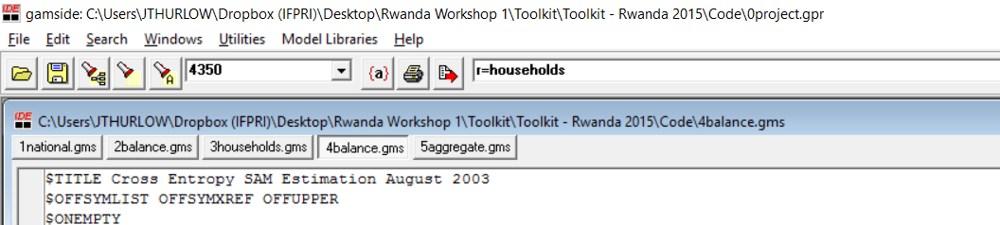 IDE gamside: C:\Users\JTHURLOW\Dropbox (IFPRI)\Desktop\Rwanda Workshop 1\Toolkit\Toolkit - Rwanda 2015\Code\0project.gpr
File Edit Search Windows Utilities Model Libraries Help
4350 {a} r=households
IDE C:\Users\JTHURLOW\Dropbox (IFPRI)\Desktop\Rwanda Workshop 1\Toolkit\Toolkit - Rwanda 2015\Code\4balance.gms
1national.gms 2balance.gms 3households.gms 4balance.gms 5aggregate.gms
$TITLE Cross Entropy SAM Estimation August 2003
$OFFSYMLIST OFFSYMXREF OFFUPPER
$ONEMPTY